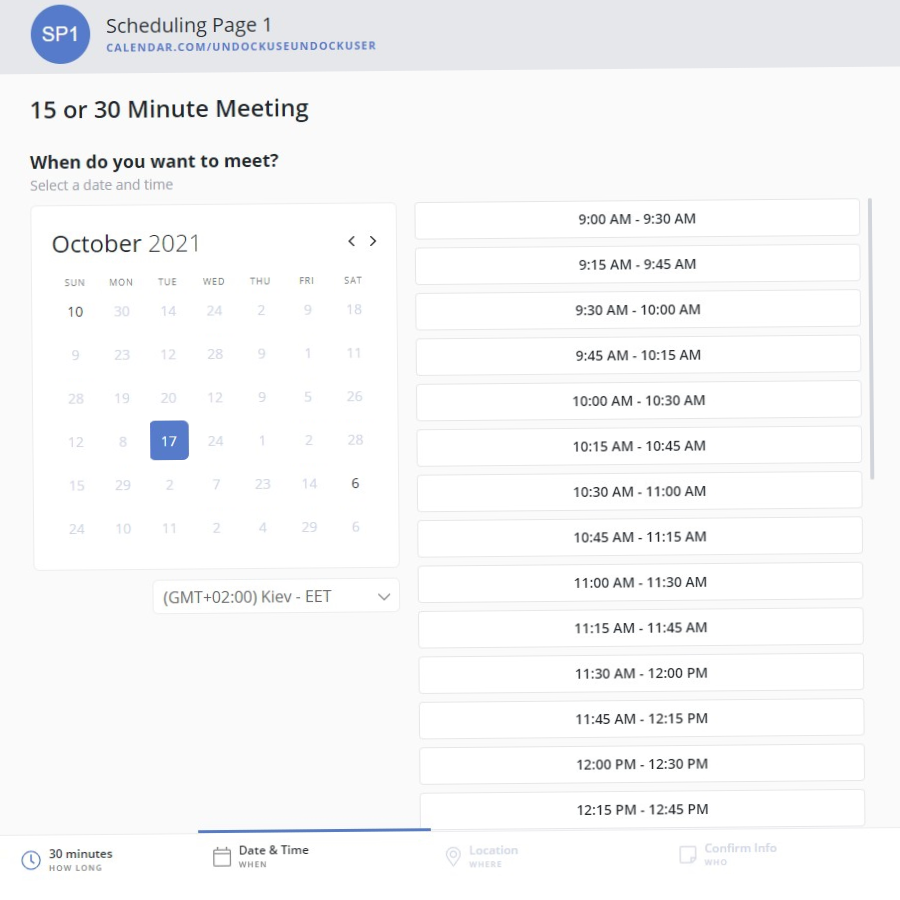 SP1
Scheduling Page 1
CALENDAR.COM/UNDOCKUSEUNDOCKUSER
15 or 30 Minute Meeting
When do you want to meet?
Select a date and time
October 2021
SUN MON TUE WED THU FRI SAT
10 30 14 24 2 9 18
9 23 12 28 9 1 11
28 19 20 12 9 5 26
12 8 17 24 1 2 28
15 29 2 7 23 14 6
24 10 11 2 4 29 6
(GMT+02:00) Kiev - EET
9:00 AM - 9:30 AM
9:15 AM - 9:45 AM
9:30 AM - 10:00 AM
9:45 AM - 10:15 AM
10:00 AM - 10:30 AM
10:15 AM - 10:45 AM
10:30 AM - 11:00 AM
10:45 AM - 11:15 AM
11:00 AM - 11:30 AM
11:15 AM - 11:45 AM
11:30 AM - 12:00 PM
11:45 AM - 12:15 PM
12:00 PM - 12:30 PM
12:15 PM - 12:45 PM
30 minutes
HOW LONG
Date & Time
WHEN
Location
WHERE
Confirm Info
WHO